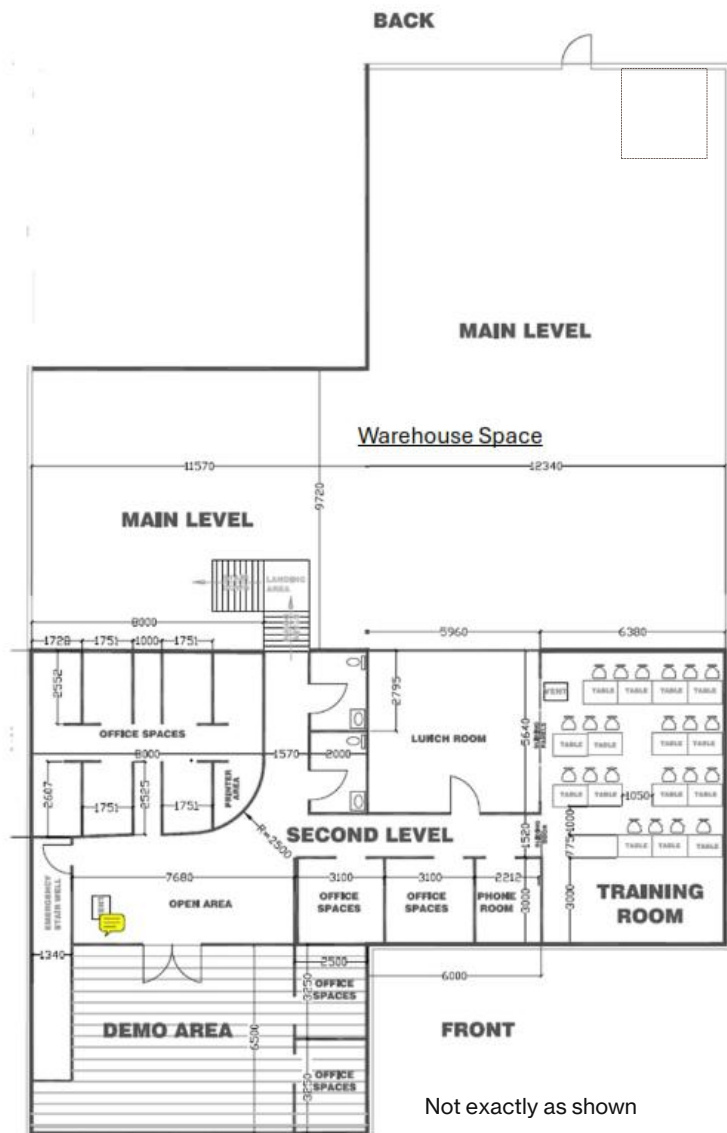 BACK
MAIN LEVEL
Warehouse Space
11570
12340
9720
MAIN LEVEL
LANDING
AREA
8000
5960
6380
1728
1751
1000
1751
2552
2795
VENT
TABLE
TABLE
TABLE
TABLE
OFFICE SPACES
LUNCH ROOM
5640
TABLE
TABLE
TABLE
TABLE
8000
1570
2000
2607
1751
2525
1751
PRINTER
AREA
TABLE
TABLE
1050
TABLE
TABLE
R=2500
SECOND LEVEL
1520
775
1000
TABLE
TABLE
TABLE
EMERGENCY
STAIR WELL
7680
3100
3100
2212
OFFICE
SPACES
OFFICE
SPACES
PHONE
ROOM
3000
3000
TRAINING
ROOM
OPEN AREA
1340
2500
6000
3250
OFFICE
SPACES
DEMO AREA
6500
FRONT
3250
OFFICE
SPACES
Not exactly as shown